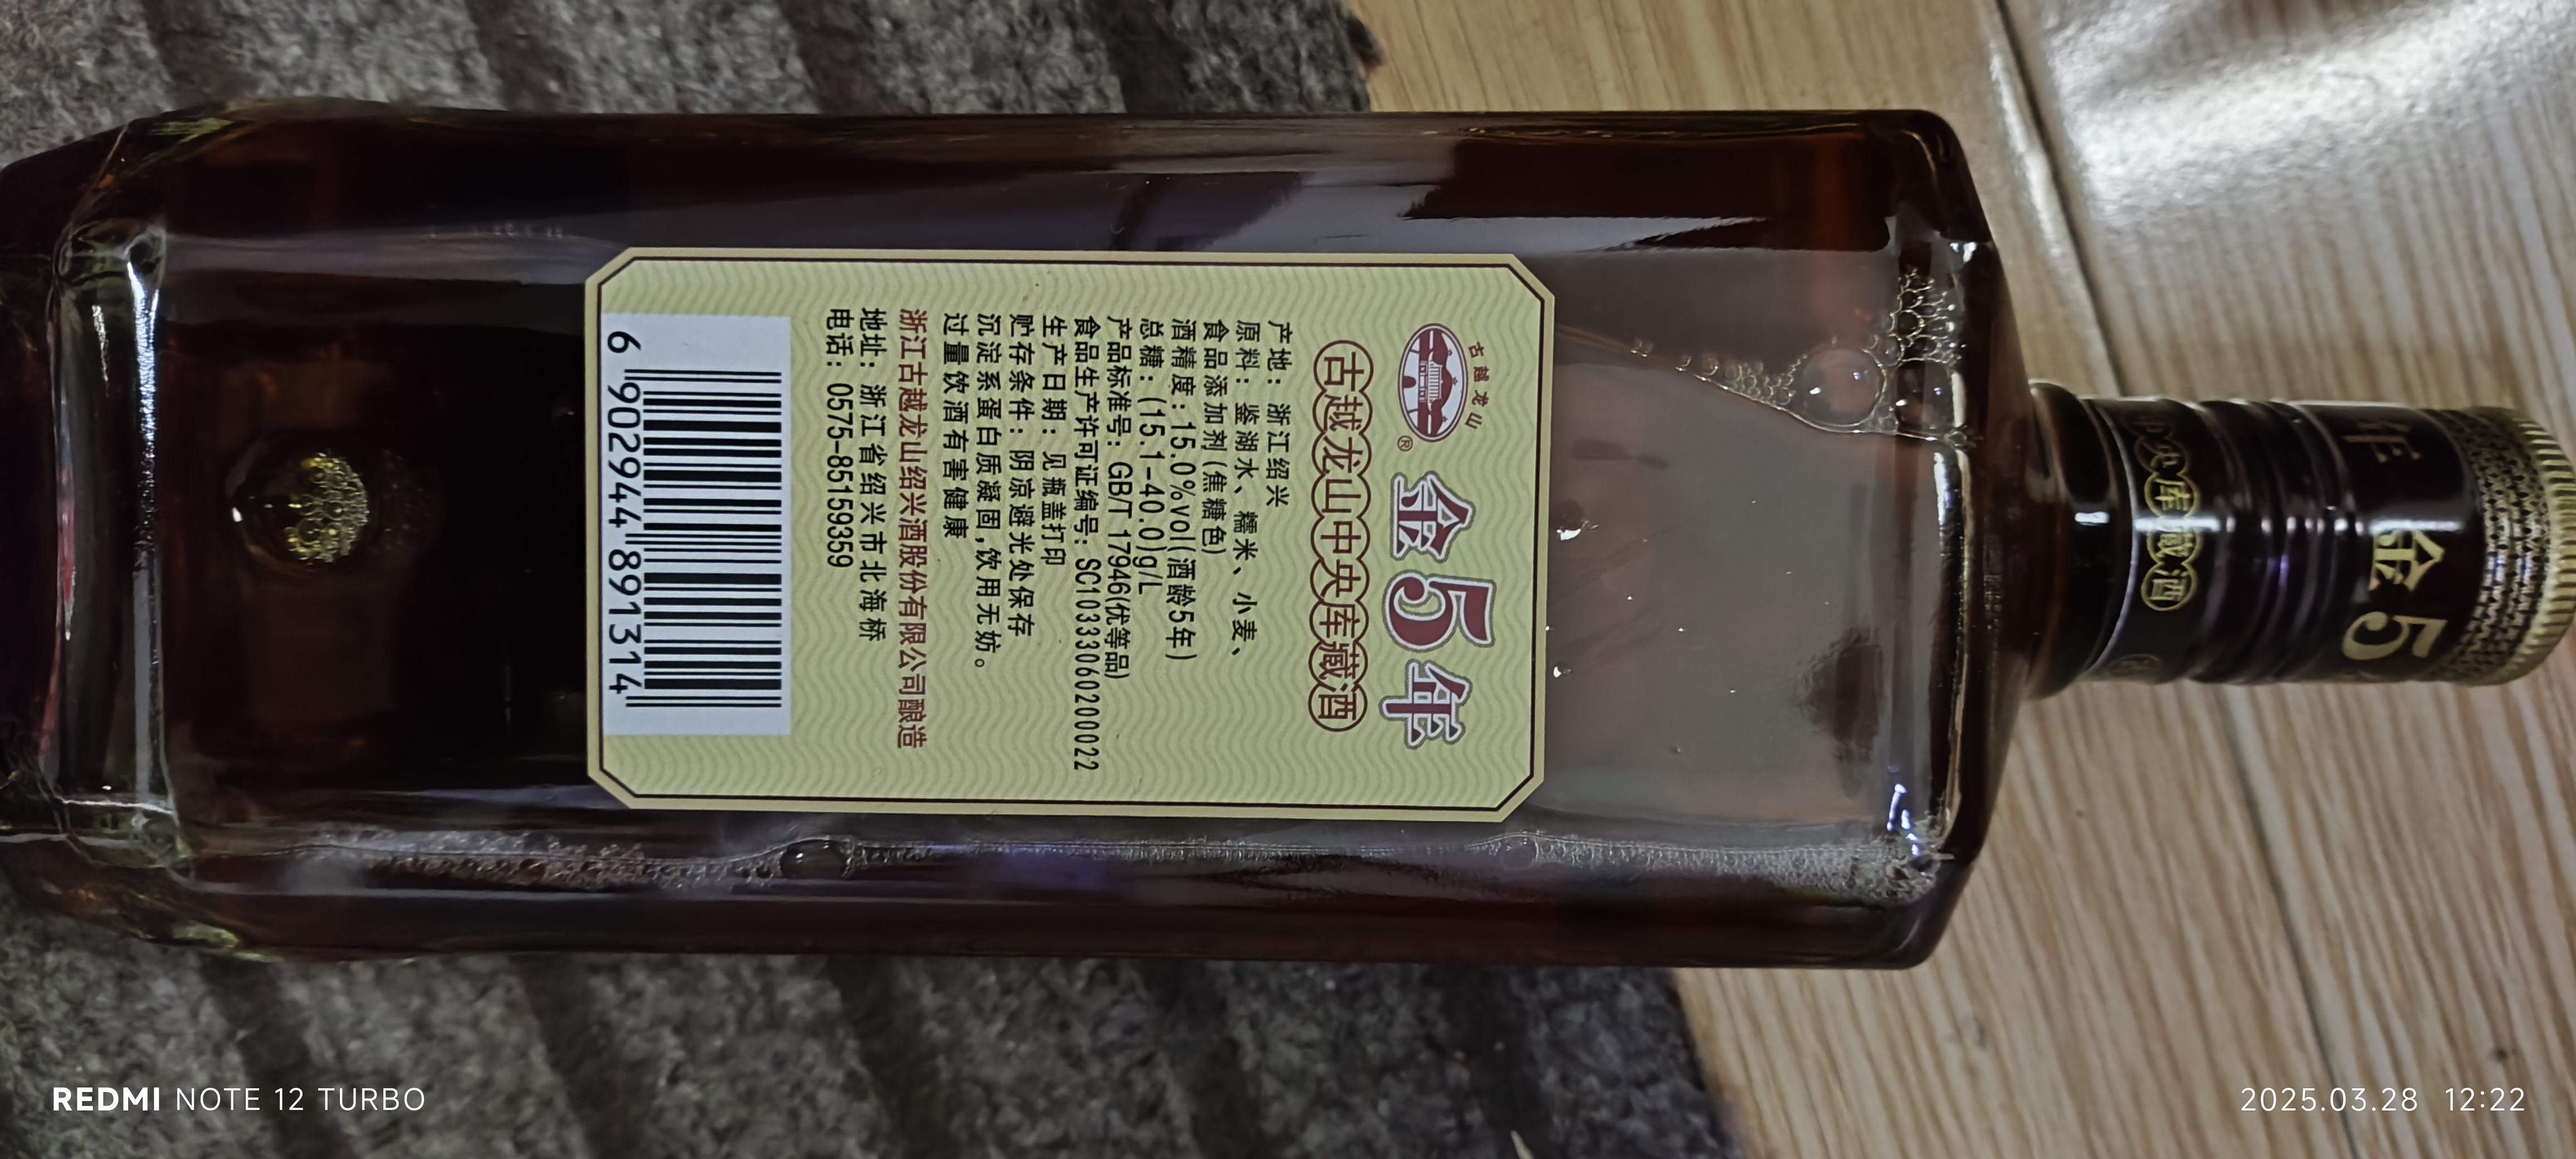 古越龙山
®
金5年
古越龙山中央库藏酒
产地：浙江绍兴
原料：鉴湖水、糯米、小麦、
食品添加剂(焦糖色)
酒精度：15.0%vol(酒龄5年)
总糖：(15.1-40.0)g/L
产品标准号：GB/T 17946(优等品)
食品生产许可证编号：SC10333060200022
生产日期：见瓶盖打印
贮存条件：阴凉避光处保存
沉淀系蛋白质凝固,饮用无妨。
过量饮酒有害健康
浙江古越龙山绍兴酒股份有限公司酿造
地址：浙江省绍兴市北海桥
电话：0575-85159359
6 902944 891314
年 金5
中央库藏酒
REDMI NOTE 12 TURBO
2025.03.28 12:22